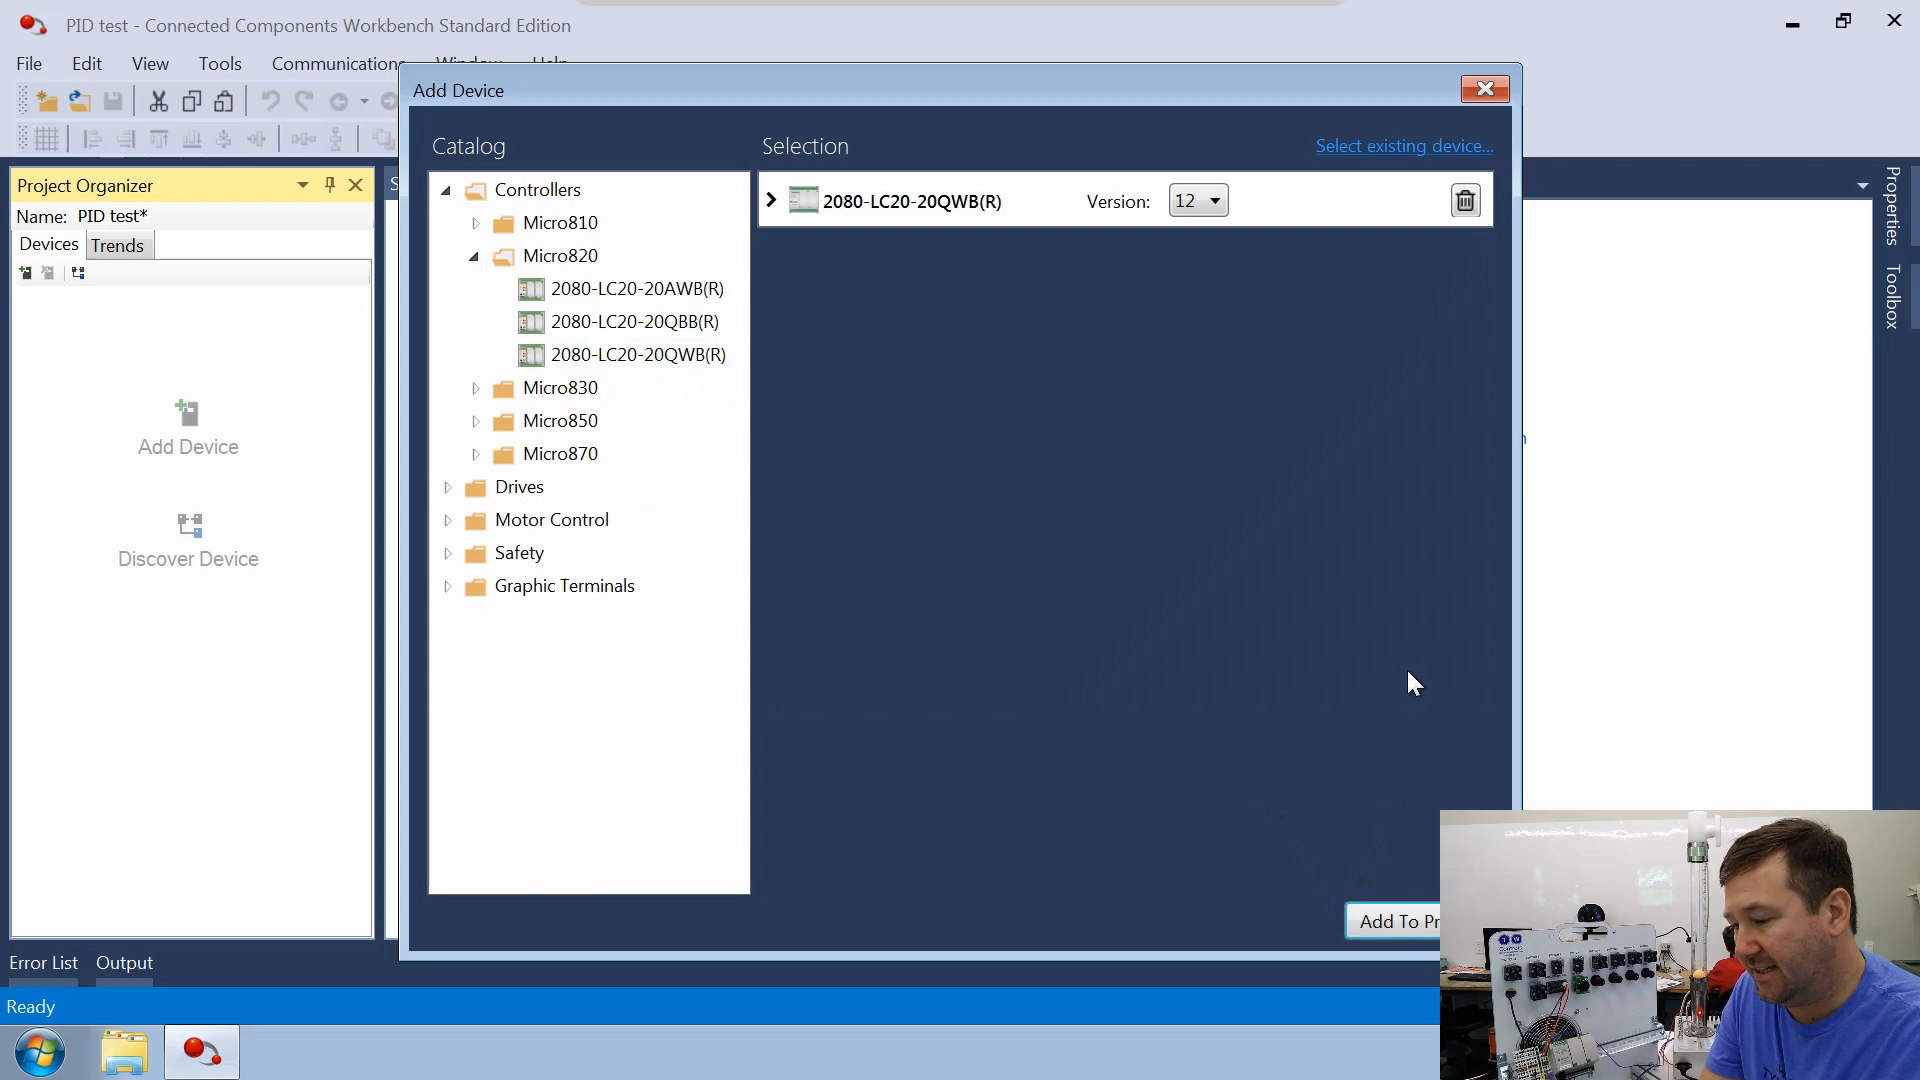 PID test - Connected Components Workbench Standard Edition
File Edit View Tools Communications Window Help
Add Device
Project Organizer
Name: PID test*
Devices Trends
Add Device
Discover Device
Catalog
Controllers
Micro810
Micro820
2080-LC20-20AWB(R)
2080-LC20-20QBB(R)
2080-LC20-20QWB(R)
Micro830
Micro850
Micro870
Drives
Motor Control
Safety
Graphic Terminals
Selection
Select existing device...
2080-LC20-20QWB(R) Version: 12
Add To Pr
Properties
Toolbox
Error List Output
Ready